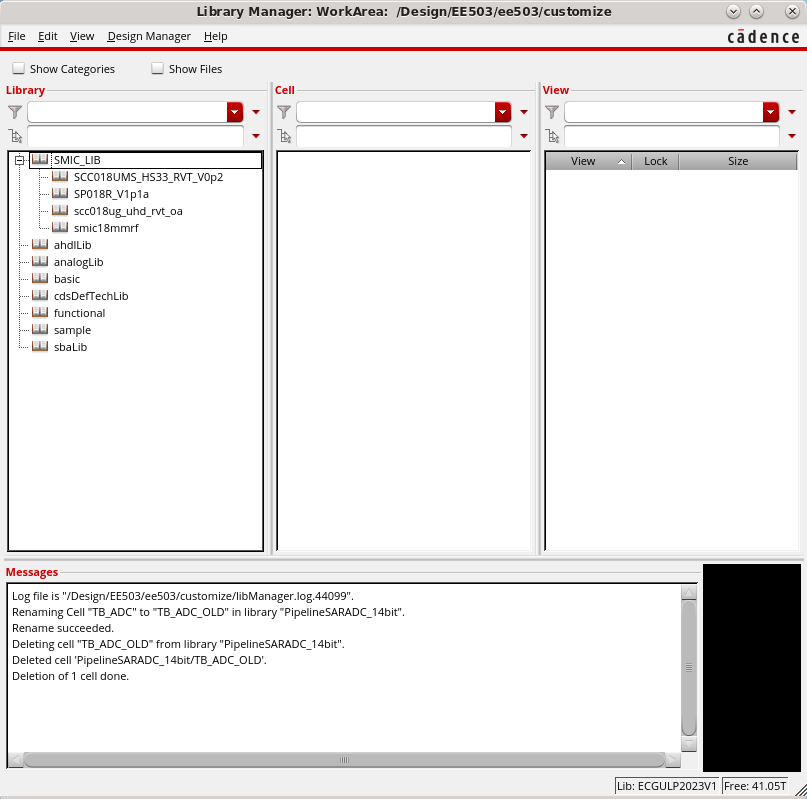 Library Manager: WorkArea: /Design/EE503/ee503/customize
File Edit View Design Manager Help
cādence
Show Categories Show Files
Library Cell View
View Lock Size
SMIC_LIB
SCC018UMS_HS33_RVT_V0p2
SP018R_V1p1a
scc018ug_uhd_rvt_oa
smic18mmrf
ahdlLib
analogLib
basic
cdsDefTechLib
functional
sample
sbaLib
Messages
Log file is "/Design/EE503/ee503/customize/libManager.log.44099".
Renaming Cell "TB_ADC" to "TB_ADC_OLD" in library "PipelineSARADC_14bit".
Rename succeeded.
Deleting cell "TB_ADC_OLD" from library "PipelineSARADC_14bit".
Deleted cell 'PipelineSARADC_14bit/TB_ADC_OLD'.
Deletion of 1 cell done.
Lib: ECGULP2023V1 Free: 41.05T